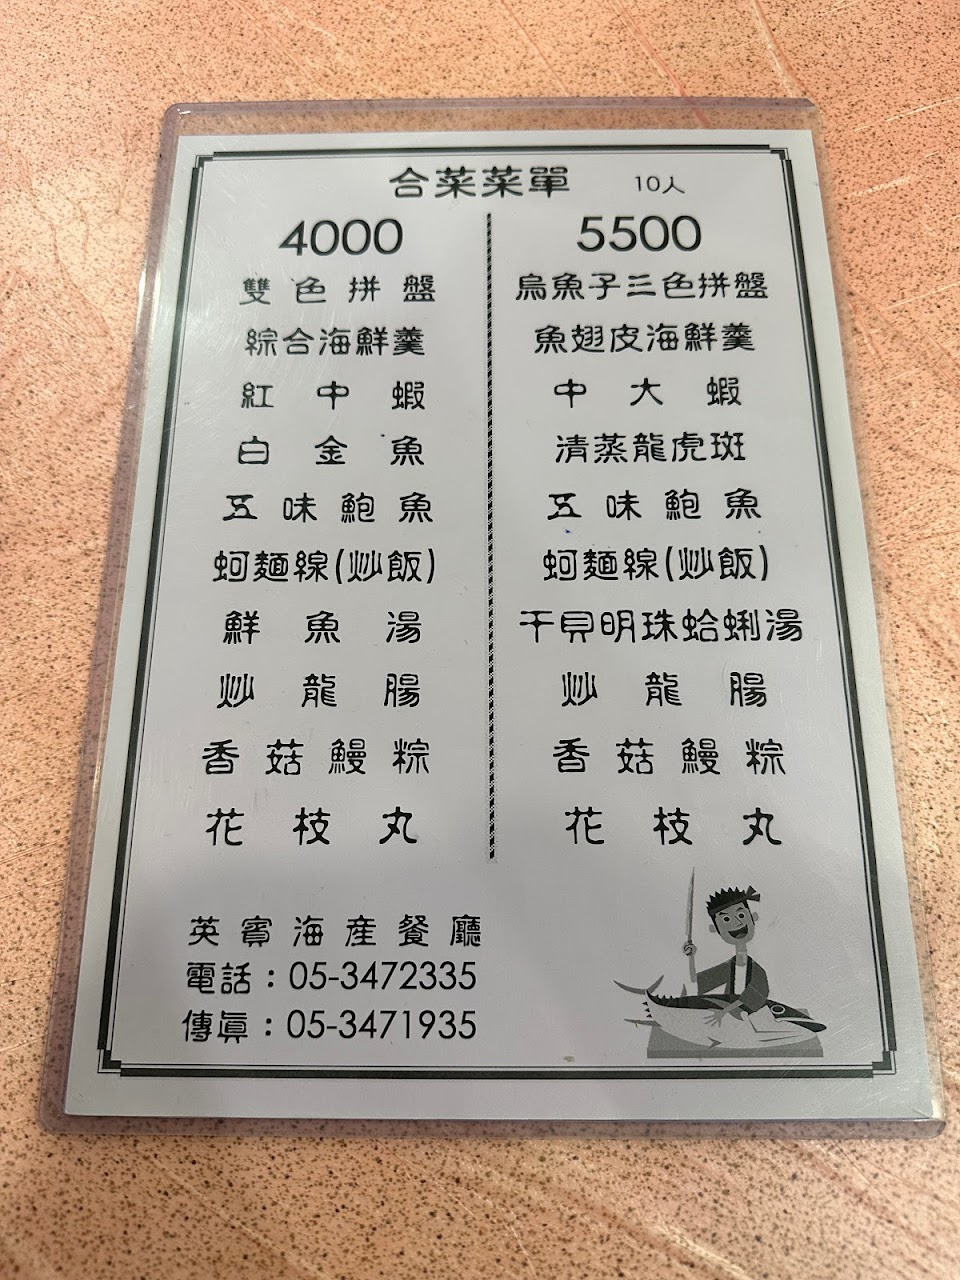 合菜菜單 10人
4000
雙色拼盤
綜合海鮮羹
紅中蝦
白金魚
五味鮑魚
蚵麵線(炒飯)
鮮魚湯
炒龍腸
香菇鰻粽
花枝丸
5500
烏魚子三色拼盤
魚翅皮海鮮羹
中大蝦
清蒸龍虎斑
五味鮑魚
蚵麵線(炒飯)
干貝明珠蛤蜊湯
炒龍腸
香菇鰻粽
花枝丸
英賓海產餐廳
電話：05-3472335
傳真：05-3471935